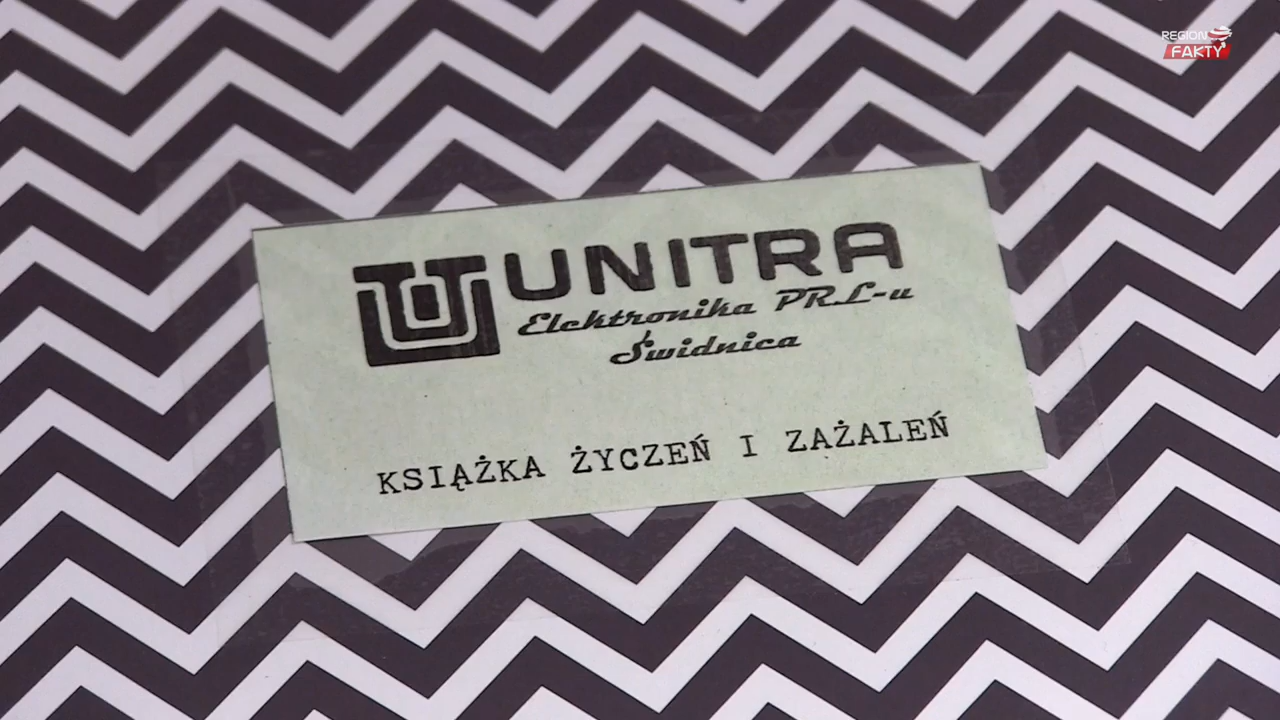 REGION
FAKTY
UNITRA
Elektronika PRL-u
Świdnica
KSIĄŻKA ŻYCZEŃ I ZAŻALEŃ